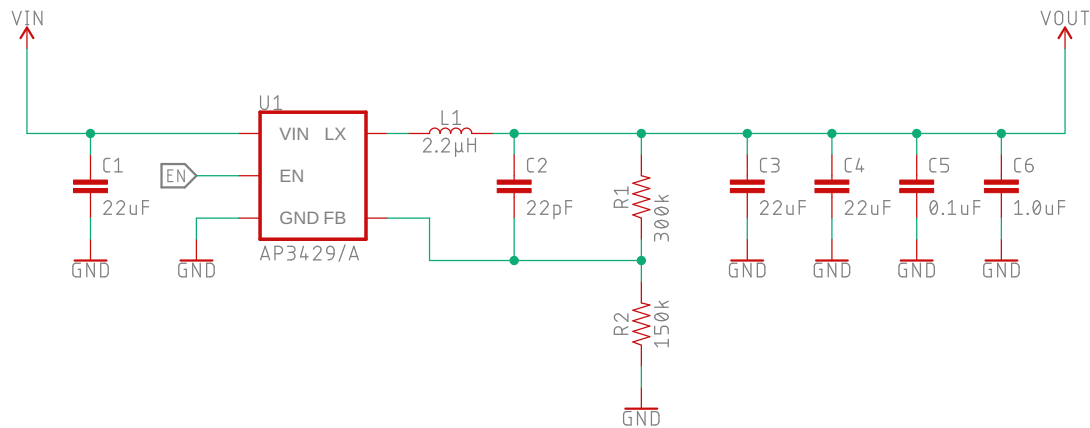 VIN
VOUT
U1
VIN LX
EN
GND FB
AP3429/A
EN
L1
2.2µH
C1
22uF
C2
22pF
R1
300k
R2
150k
C3
22uF
C4
22uF
C5
0.1uF
C6
1.0uF
GND
GND
GND
GND
GND
GND
GND